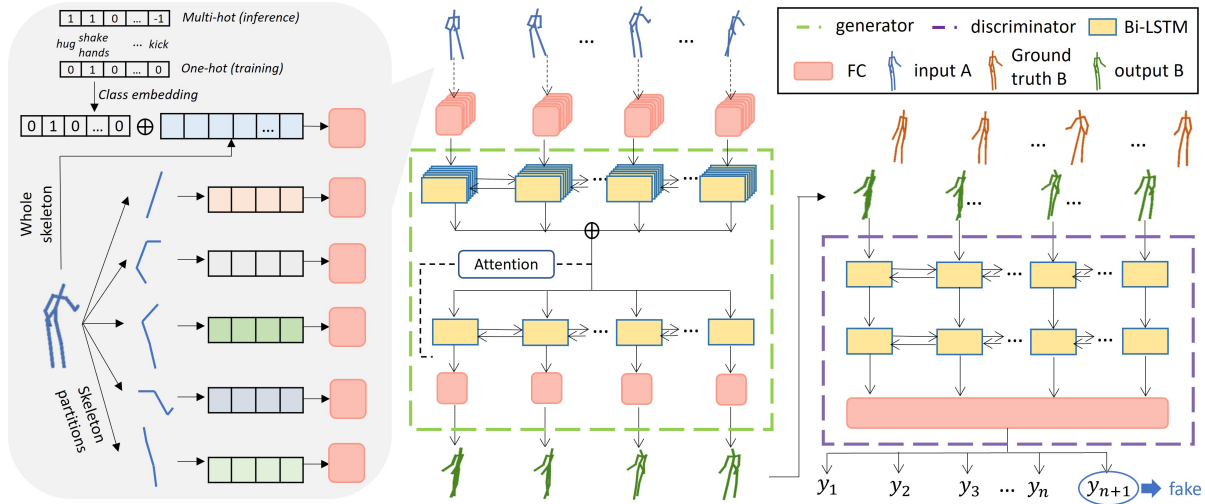 1 1 0 ... -1 Multi-hot (inference)
hug shake hands ... kick
0 1 0 ... 0 One-hot (training)
Class embedding
0 1 0 ... 0 ⊕ ...
Whole skeleton
Skeleton partitions
... ...
... ...
⊕
Attention
... ...
generator discriminator Bi-LSTM
FC input A Ground truth B output B
... ...
... ...
... ...
... ...
y1 y2 y3 ... yn yn+1 fake